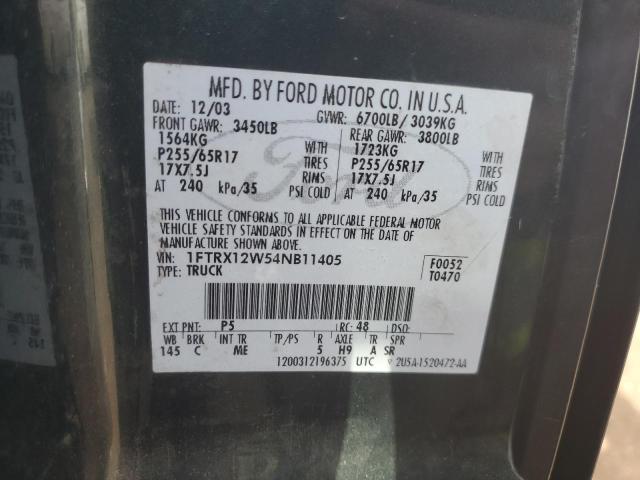 MFD. BY FORD MOTOR CO. IN U.S.A.
DATE: 12/03 GVWR: 6700LB/ 3039KG
FRONT GAWR: 3450LB REAR GAWR: 3800LB
1564KG WITH 1723KG WITH
P255/65R17 TIRES P255/65R17 TIRES
17X7.5J RIMS 17X7.5J RIMS
AT 240 kPa/35 PSI COLD AT 240 kPa/35 PSI COLD
Ford
THIS VEHICLE CONFORMS TO ALL APPLICABLE FEDERAL MOTOR
VEHICLE SAFETY STANDARDS IN EFFECT ON THE DATE OF
MANUFACTURE SHOWN ABOVE.
VIN: 1FTRX12W54NB11405 F0052
TYPE: TRUCK T0470
EXT PNT: P5 RC: 48 DSO:
WB BRK INT TR TP/PS R AXLE TR SPR
145 C ME 5 H9 A SR
1200312196375 UTC 2U5A-1520472-AA